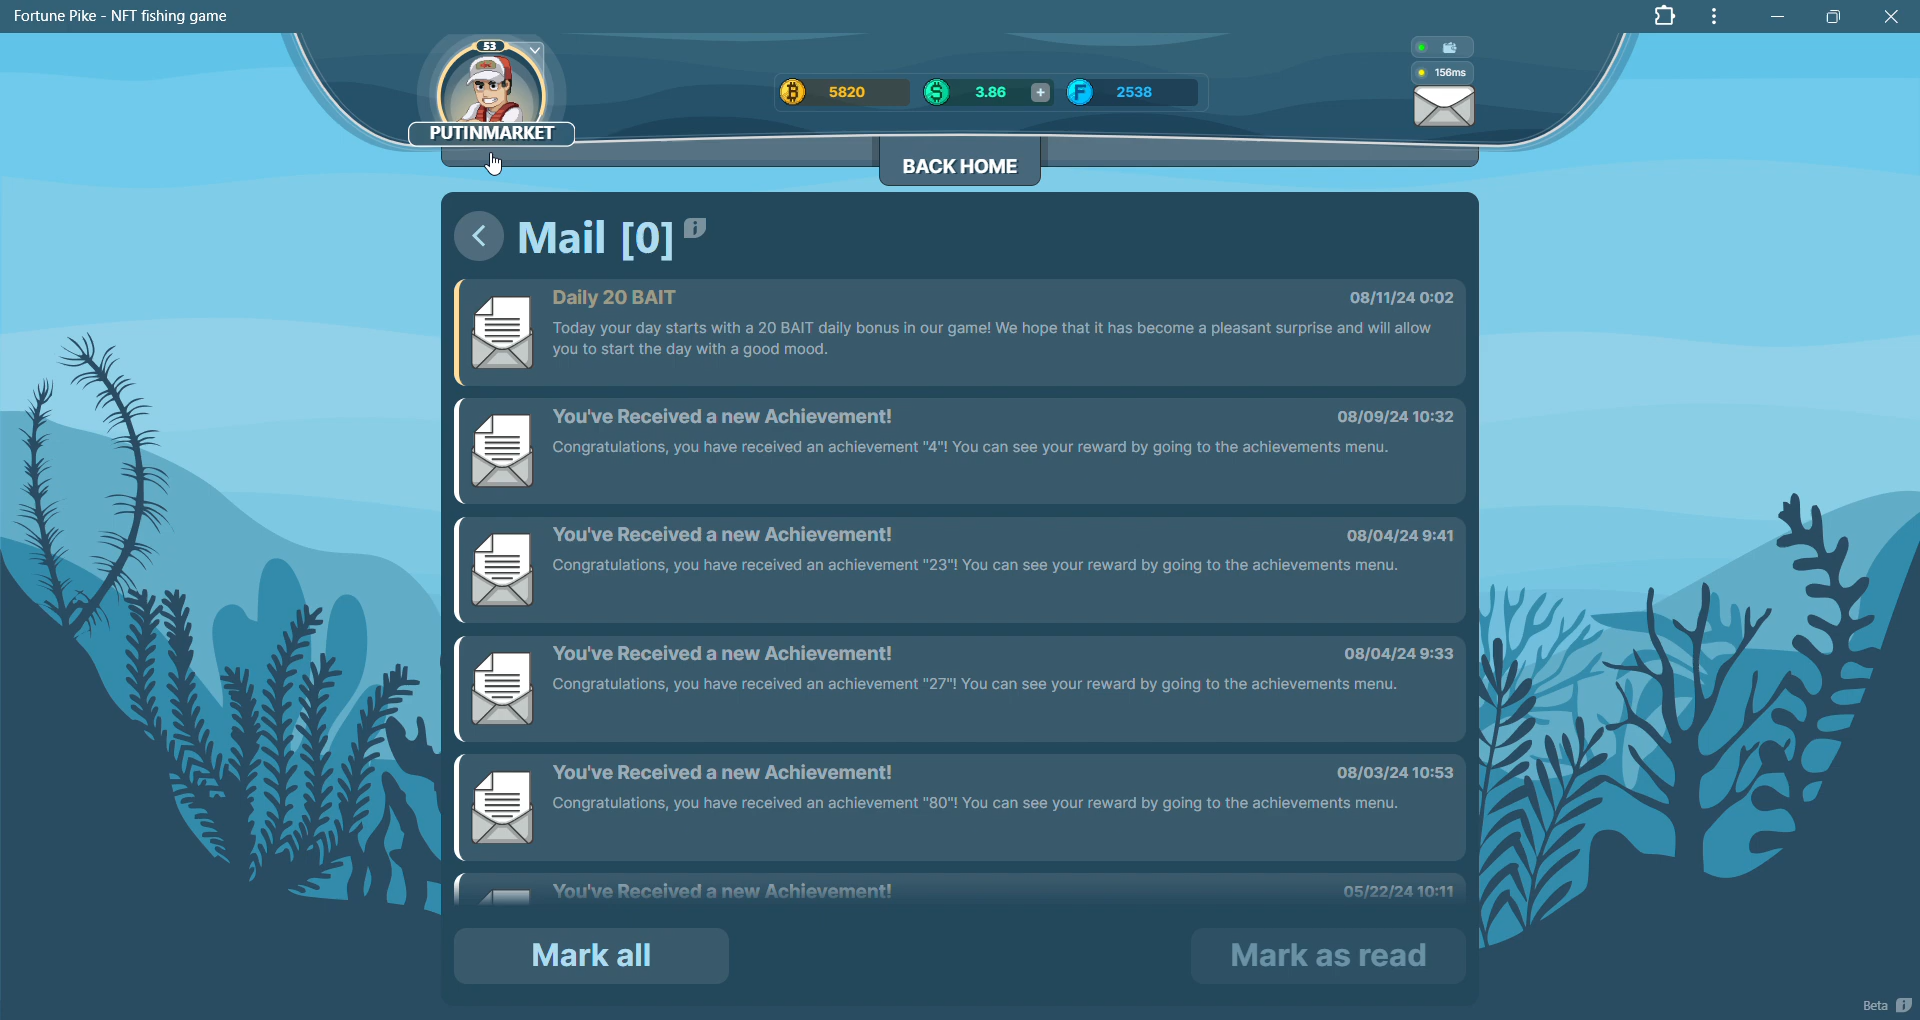 Fortune Pike - NFT fishing game
53
PUTINMARKET
5820
3.86
+
2538
156ms
BACK HOME
Mail [0]
Daily 20 BAIT
08/11/24 0:02
Today your day starts with a 20 BAIT daily bonus in our game! We hope that it has become a pleasant surprise and will allow
you to start the day with a good mood.
You've Received a new Achievement!
08/09/24 10:32
Congratulations, you have received an achievement "4"! You can see your reward by going to the achievements menu.
You've Received a new Achievement!
08/04/24 9:41
Congratulations, you have received an achievement "23"! You can see your reward by going to the achievements menu.
You've Received a new Achievement!
08/04/24 9:33
Congratulations, you have received an achievement "27"! You can see your reward by going to the achievements menu.
You've Received a new Achievement!
08/03/24 10:53
Congratulations, you have received an achievement "80"! You can see your reward by going to the achievements menu.
You've Received a new Achievement!
05/22/24 10:11
Mark all
Mark as read
Beta